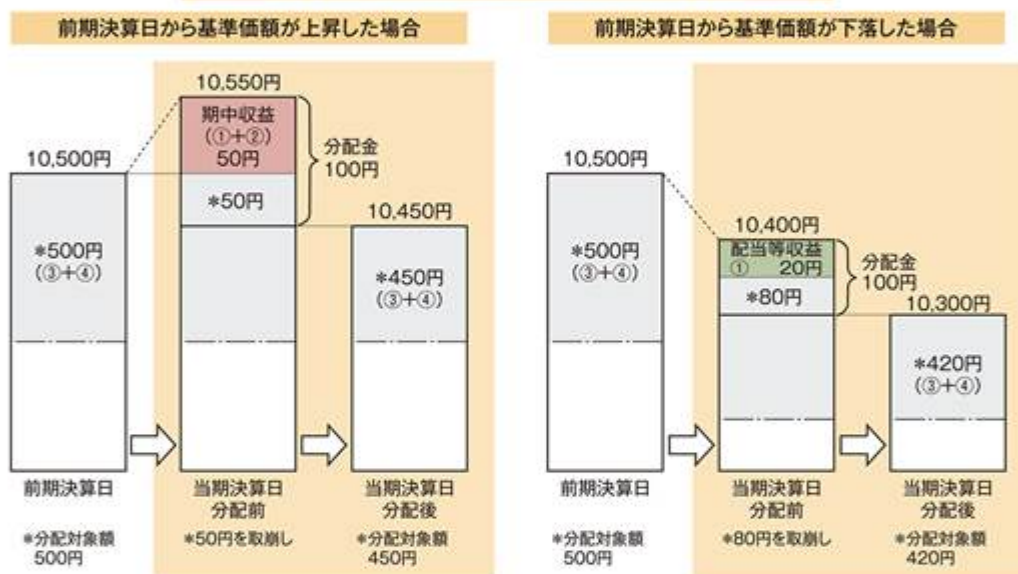 前期決算日から基準価額が上昇した場合
10,550円
期中収益
(①+②)
50円
分配金
100円
10,500円
*50円
10,450円
*500円
(③+④)
*450円
(③+④)
前期決算日
当期決算日
分配前
当期決算日
分配後
*分配対象額
500円
*50円を取崩し
*分配対象額
450円
前期決算日から基準価額が下落した場合
10,500円
10,400円
配当等収益
① 20円
分配金
100円
*80円
10,300円
*500円
(③+④)
*420円
(③+④)
前期決算日
当期決算日
分配前
当期決算日
分配後
*分配対象額
500円
*80円を取崩し
*分配対象額
420円